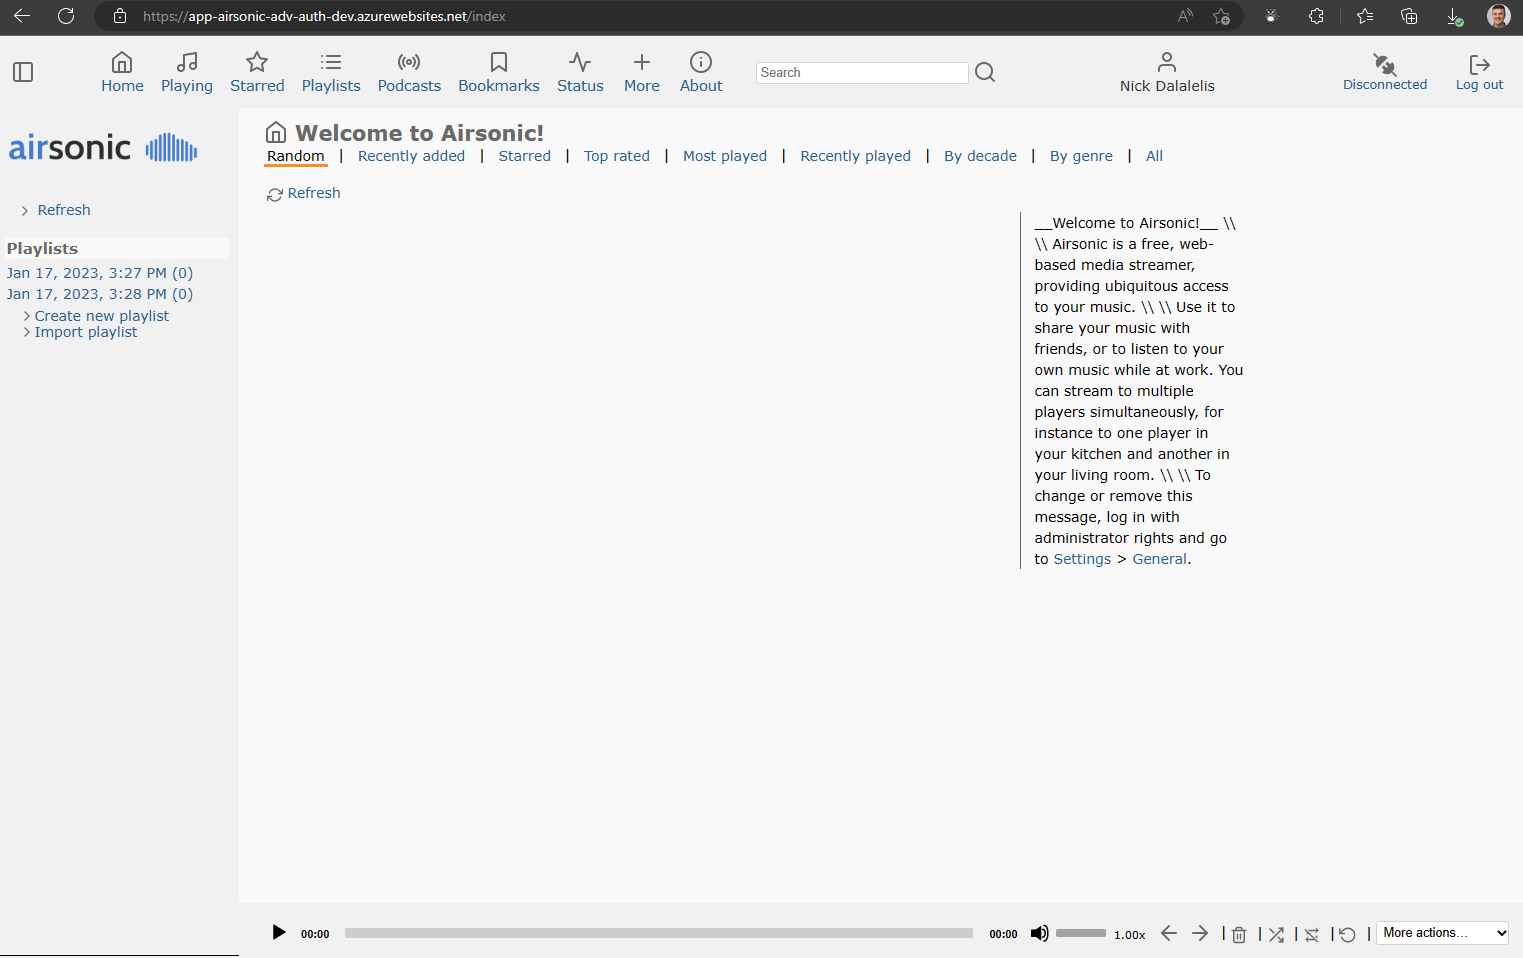 https://app-airsonic-adv-auth-dev.azurewebsites.net/index
Home Playing Starred Playlists Podcasts Bookmarks Status More About
Search
Nick Dalalelis
Disconnected
Log out
airsonic
Refresh
Playlists
Jan 17, 2023, 3:27 PM (0)
Jan 17, 2023, 3:28 PM (0)
Create new playlist
Import playlist
Welcome to Airsonic!
Random | Recently added | Starred | Top rated | Most played | Recently played | By decade | By genre | All
Refresh
__Welcome to Airsonic!__ \\
\\ Airsonic is a free, web-
based media streamer,
providing ubiquitous access
to your music. \\ \\ Use it to
share your music with
friends, or to listen to your
own music while at work. You
can stream to multiple
players simultaneously, for
instance to one player in
your kitchen and another in
your living room. \\ \\ To
change or remove this
message, log in with
administrator rights and go
to Settings > General.
00:00 00:00 1.00x | | | | | More actions...